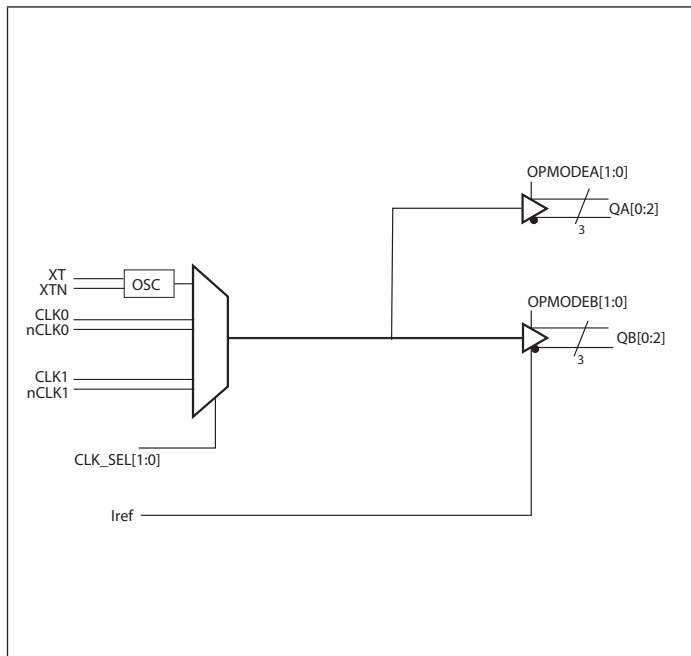 OPMODEA[1:0]
QA[0:2]
3
XT
XTN
OSC
CLK0
nCLK0
OPMODEB[1:0]
QB[0:2]
3
CLK1
nCLK1
CLK_SEL[1:0]
Iref